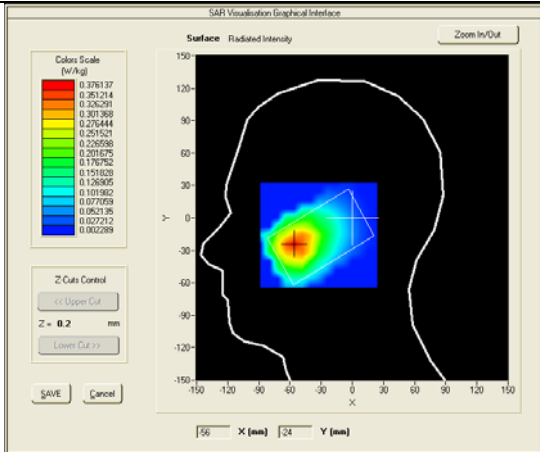 SAR Visualisation Graphical Interface
Surface Radiated Intensity
Zoom In/Out
Colors Scale
(W/kg)
0.376137
0.351214
0.326291
0.301368
0.276444
0.251521
0.226598
0.201675
0.176752
0.151828
0.126905
0.101982
0.077059
0.052135
0.027212
0.002289
Z-Cuts Control
<< Upper Cut
Z = 0.2 mm
Lower Cut >>
SAVE Cancel
150
120
90
60
30
0
-30
-60
-90
-120
-150
Y
-150 -120 -90 -60 -30 0 30 60 90 120 150
X
-56 X (mm) -24 Y (mm)